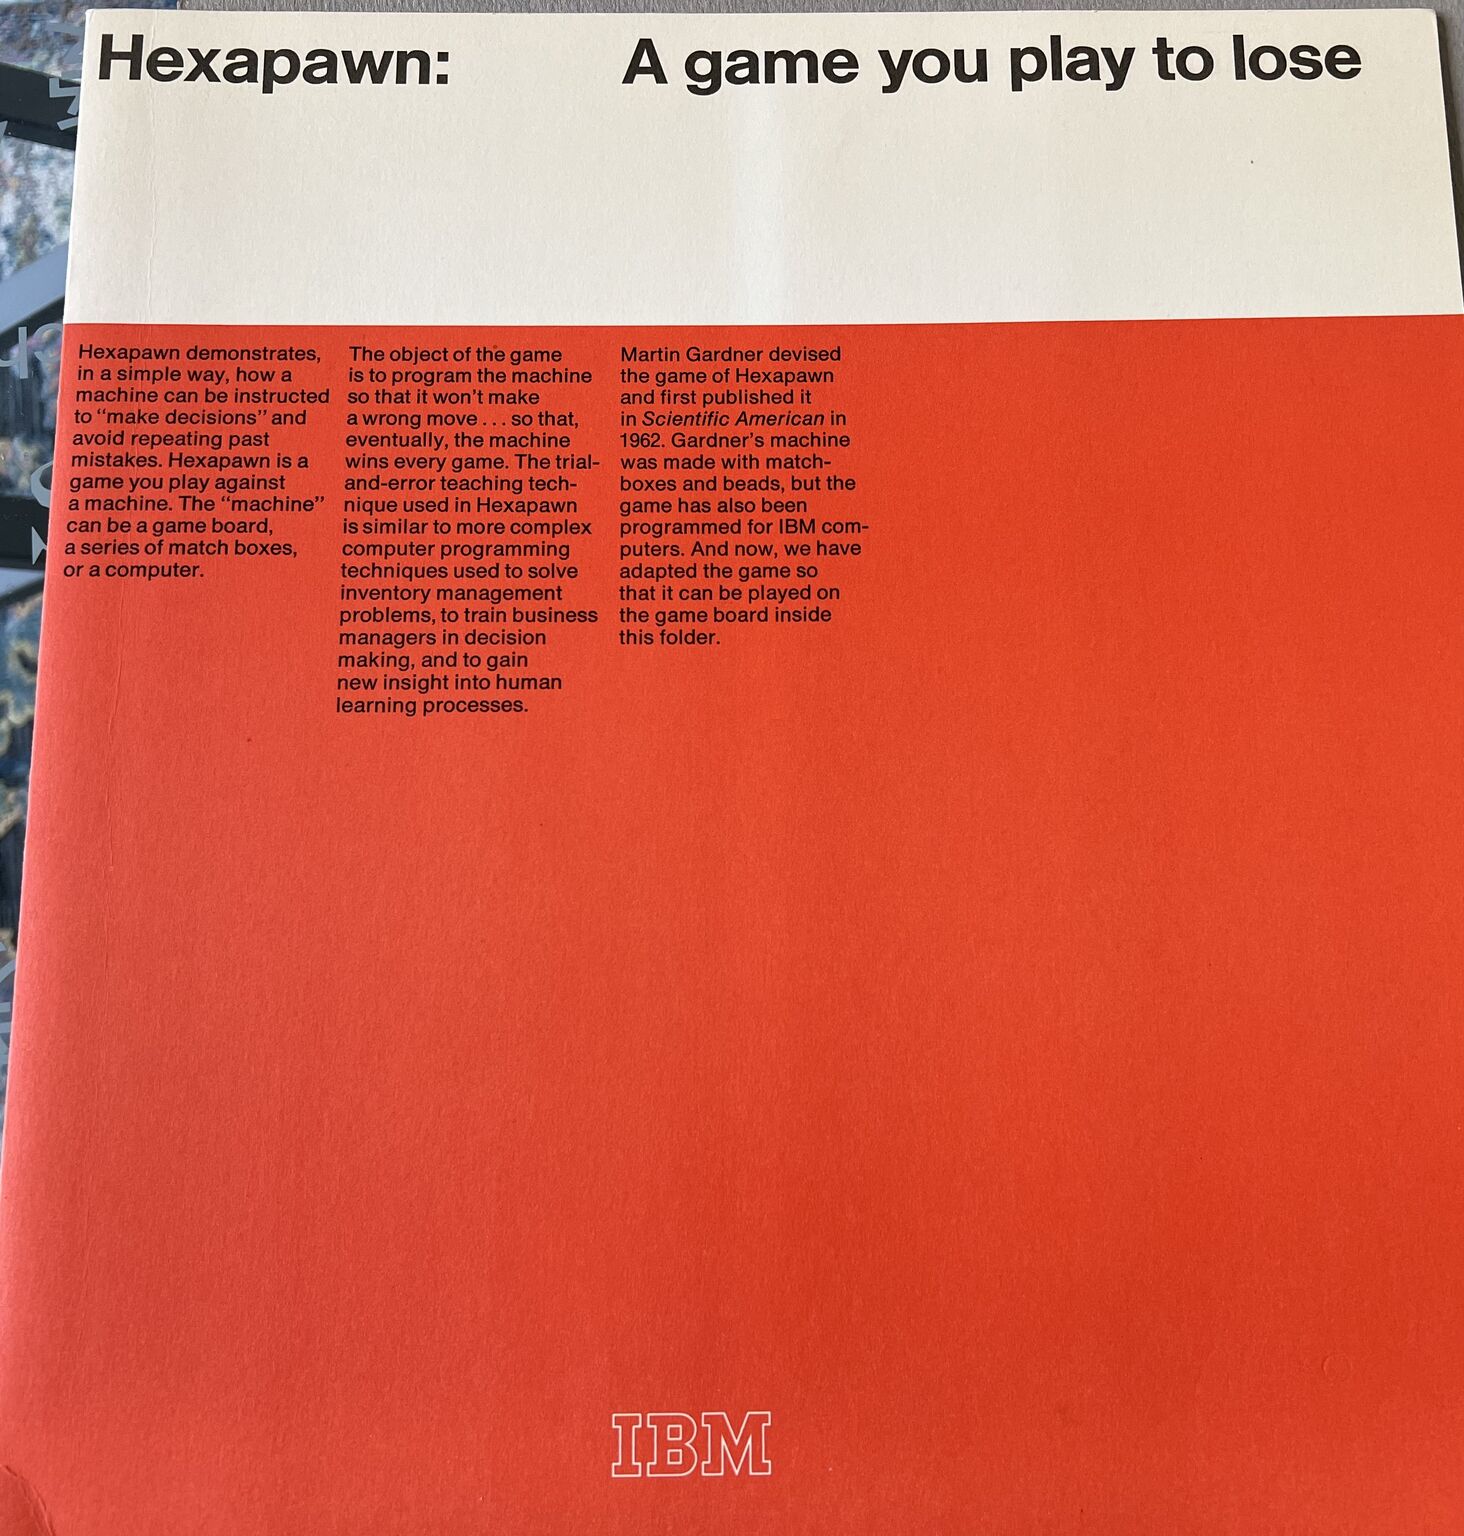 Hexapawn: A game you play to lose
Hexapawn demonstrates,
in a simple way, how a
machine can be instructed
to “make decisions” and
avoid repeating past
mistakes. Hexapawn is a
game you play against
a machine. The “machine”
can be a game board,
a series of match boxes,
or a computer.
The object of the game
is to program the machine
so that it won't make
a wrong move . . . so that,
eventually, the machine
wins every game. The trial-
and-error teaching tech-
nique used in Hexapawn
is similar to more complex
computer programming
techniques used to solve
inventory management
problems, to train business
managers in decision
making, and to gain
new insight into human
learning processes.
Martin Gardner devised
the game of Hexapawn
and first published it
in Scientific American in
1962. Gardner's machine
was made with match-
boxes and beads, but the
game has also been
programmed for IBM com-
puters. And now, we have
adapted the game so
that it can be played on
the game board inside
this folder.
IBM